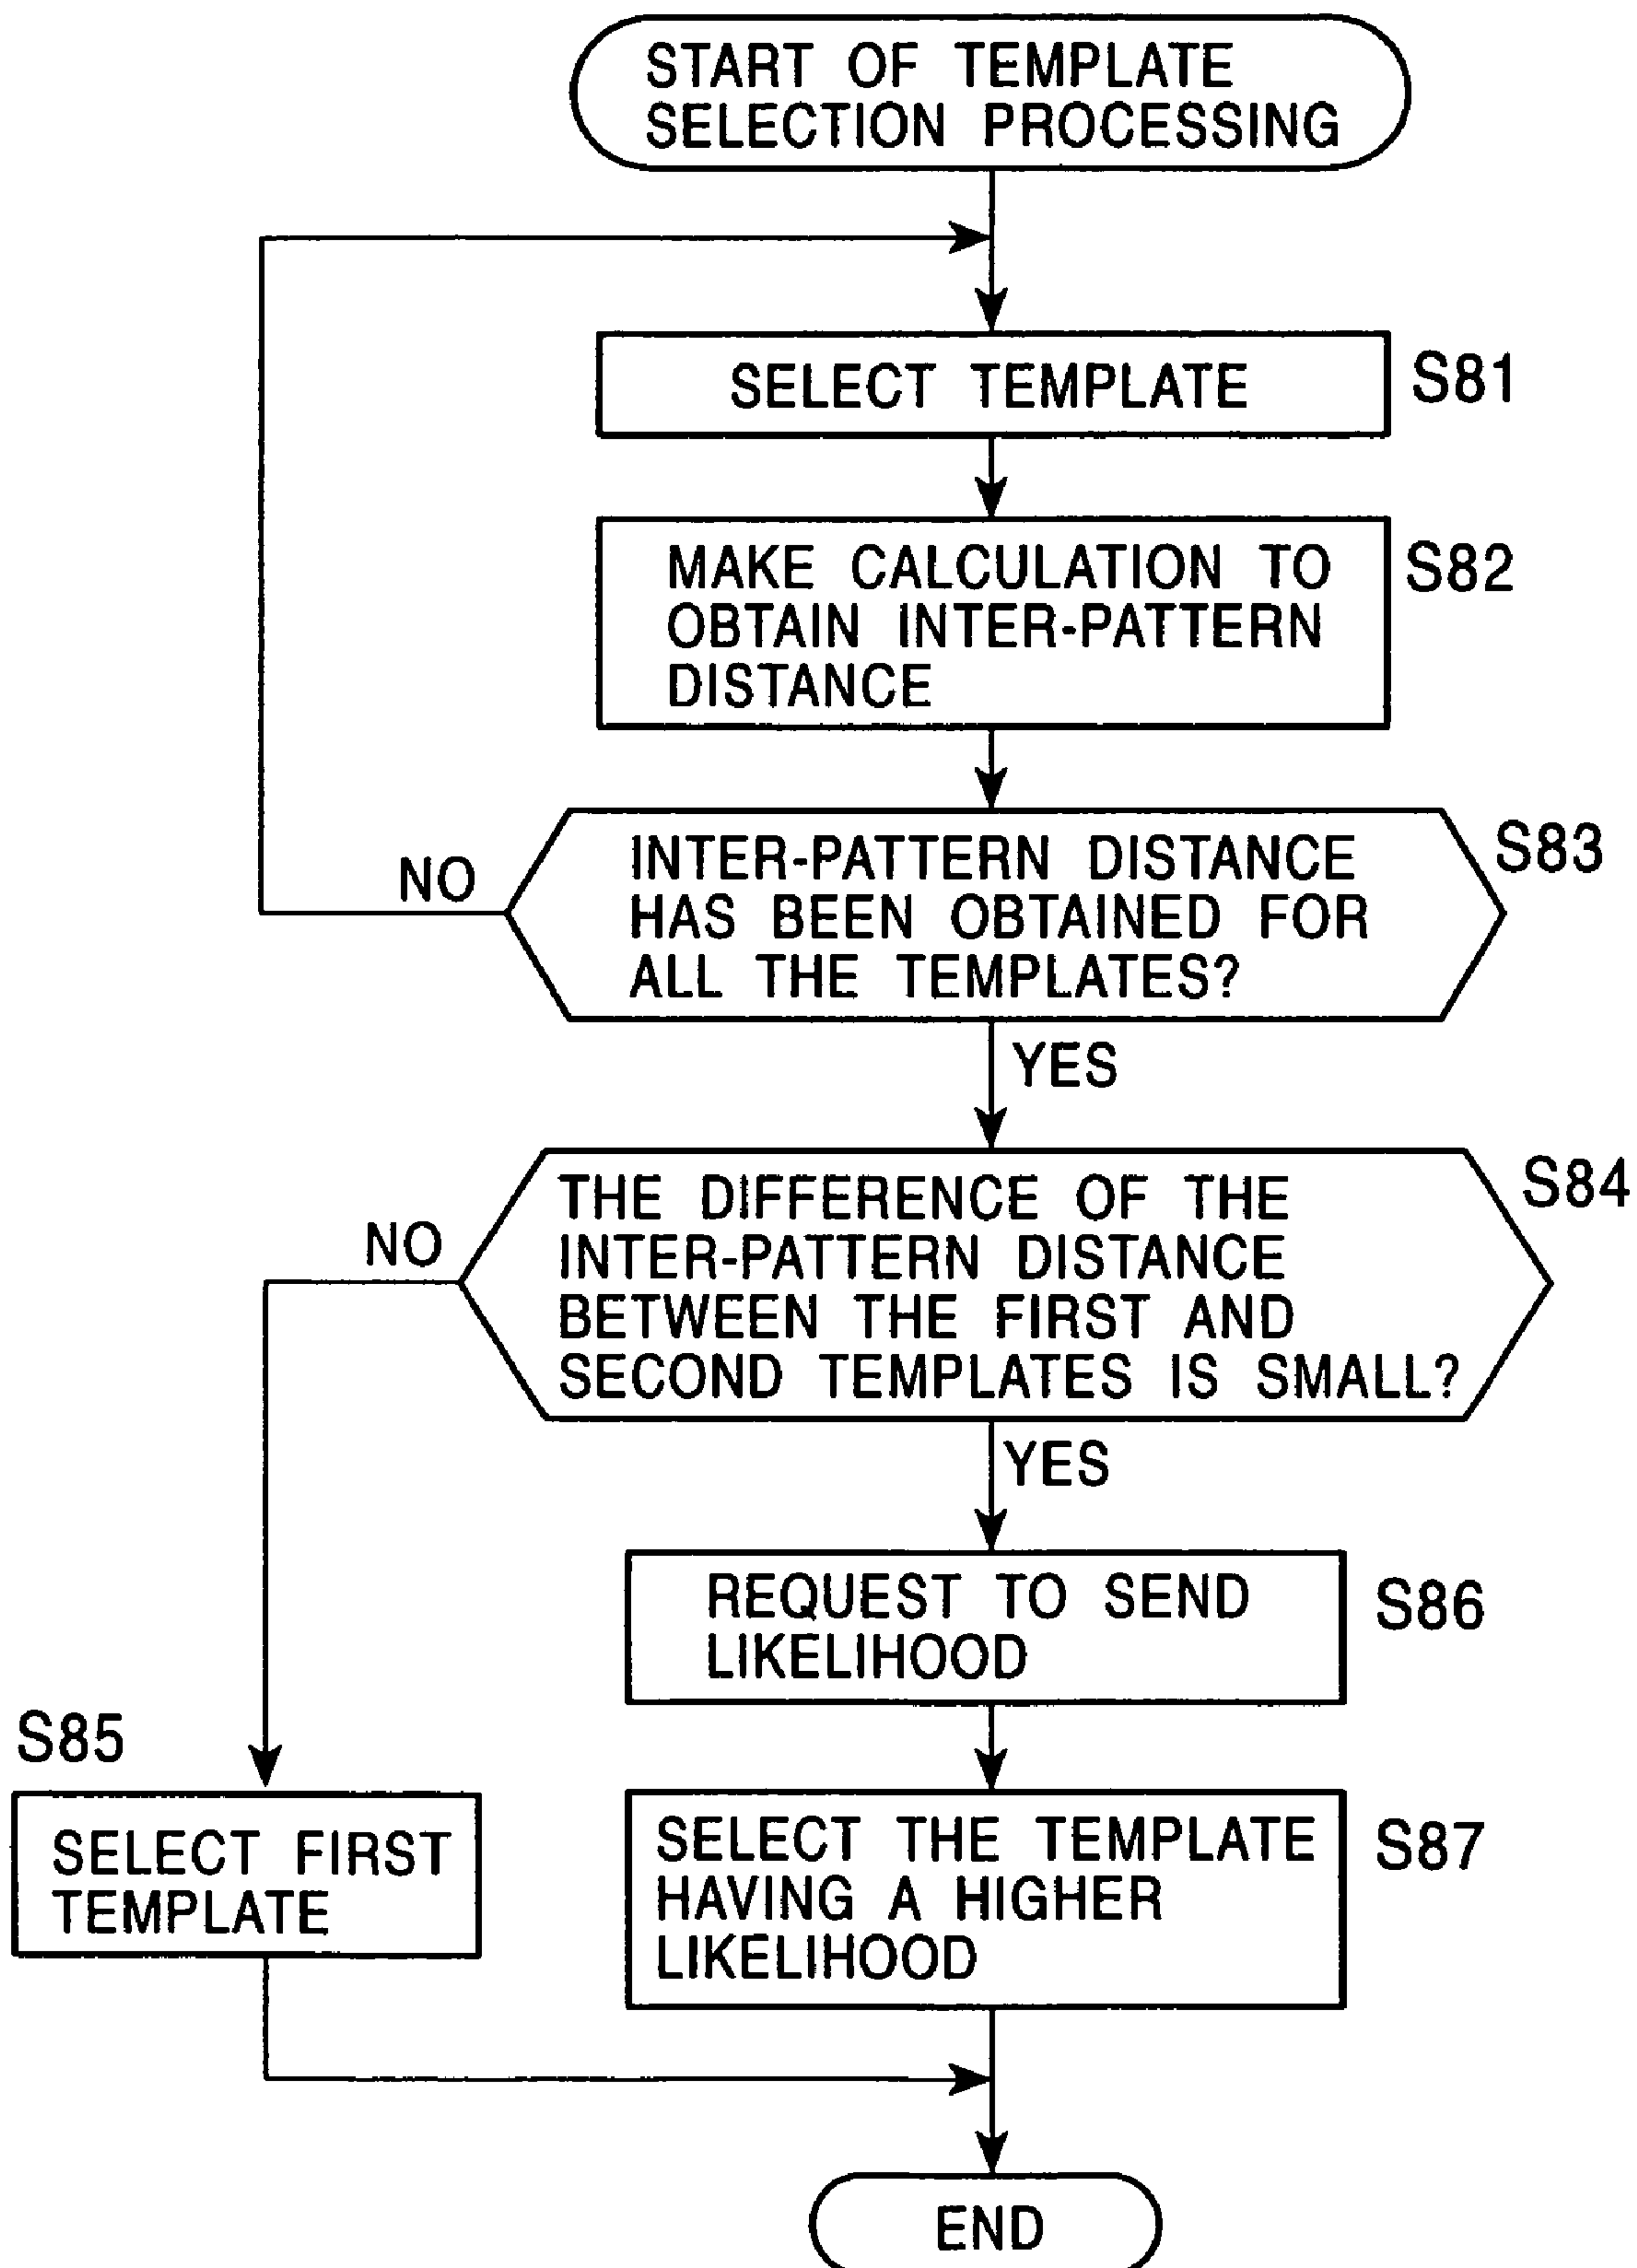 START OF TEMPLATE
SELECTION PROCESSING
SELECT TEMPLATE
S81
MAKE CALCULATION TO
OBTAIN INTER-PATTERN
DISTANCE
S82
INTER-PATTERN DISTANCE
HAS BEEN OBTAINED FOR
ALL THE TEMPLATES?
S83
NO
YES
THE DIFFERENCE OF THE
INTER-PATTERN DISTANCE
BETWEEN THE FIRST AND
SECOND TEMPLATES IS SMALL?
S84
NO
YES
REQUEST TO SEND
LIKELIHOOD
S86
S85
SELECT FIRST
TEMPLATE
SELECT THE TEMPLATE
HAVING A HIGHER
LIKELIHOOD
S87
END